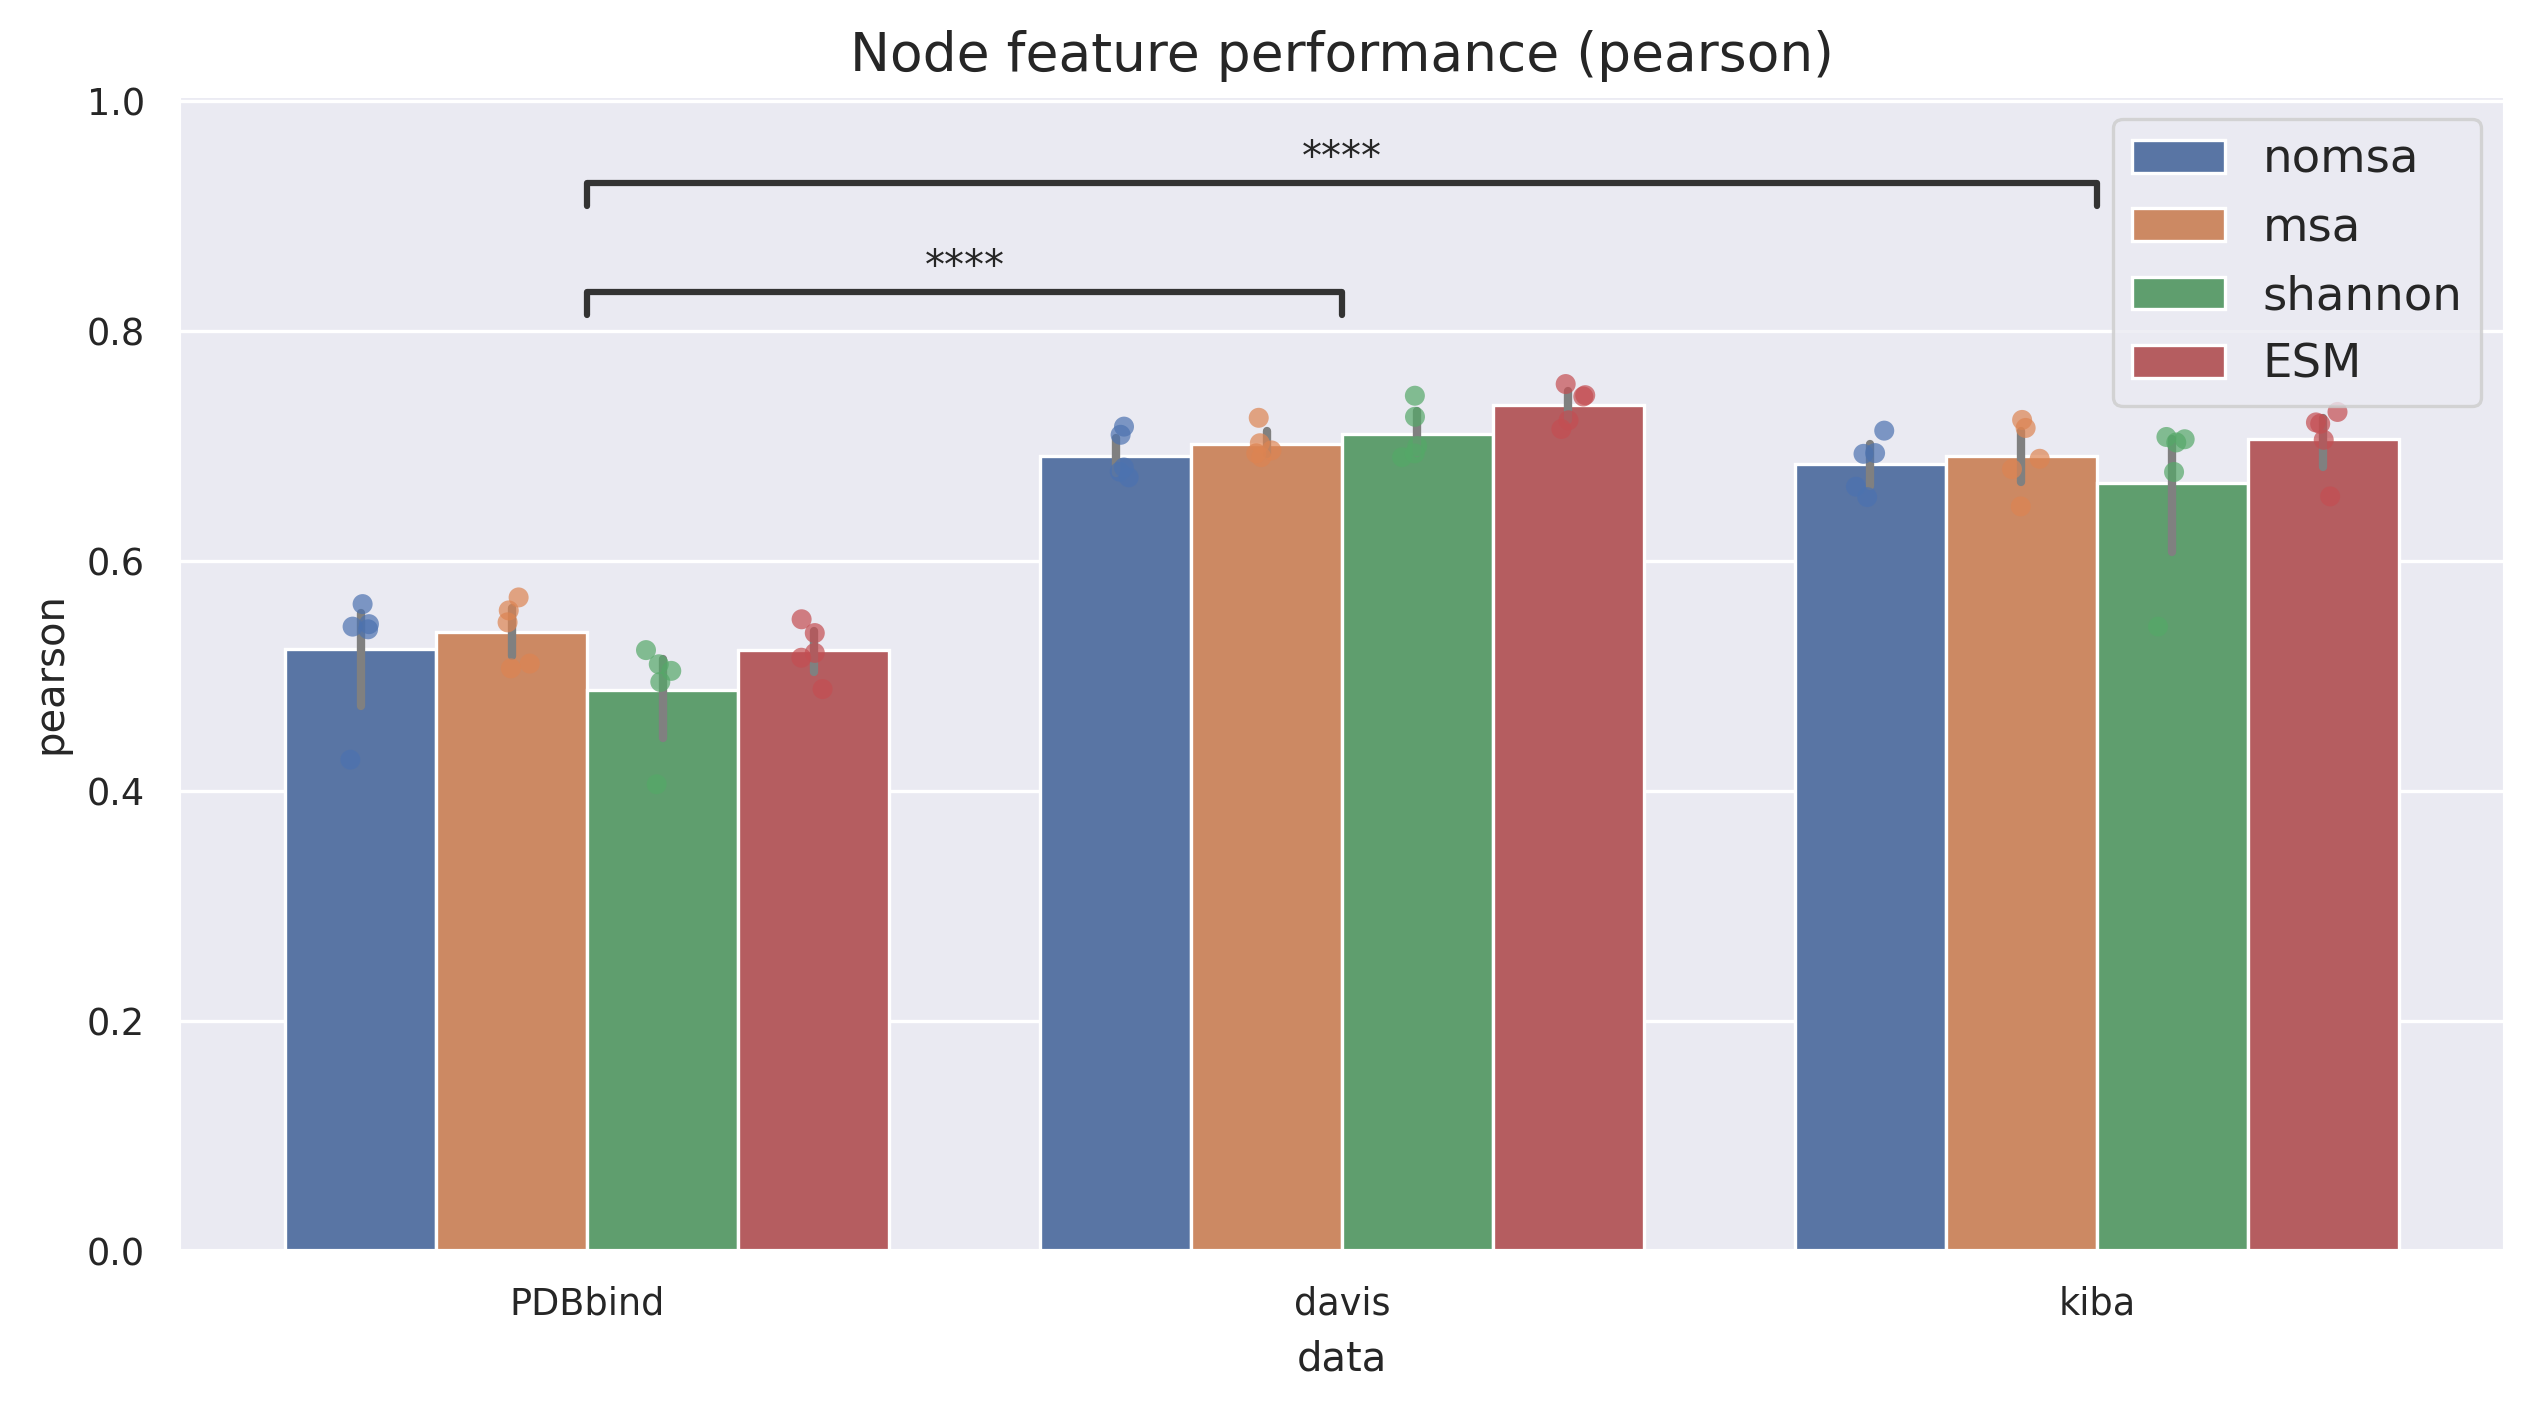 Node feature performance (pearson)
1.0
0.8
0.6
0.4
0.2
0.0
pearson
****
****
nomsa
msa
shannon
ESM
PDBbind
davis
kiba
data